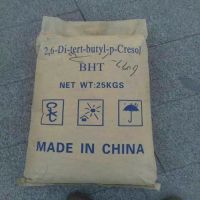 2,6-Di-tert-butyl-p-Cresol
BHT
NET WT:25KGS
MADE IN CHINA